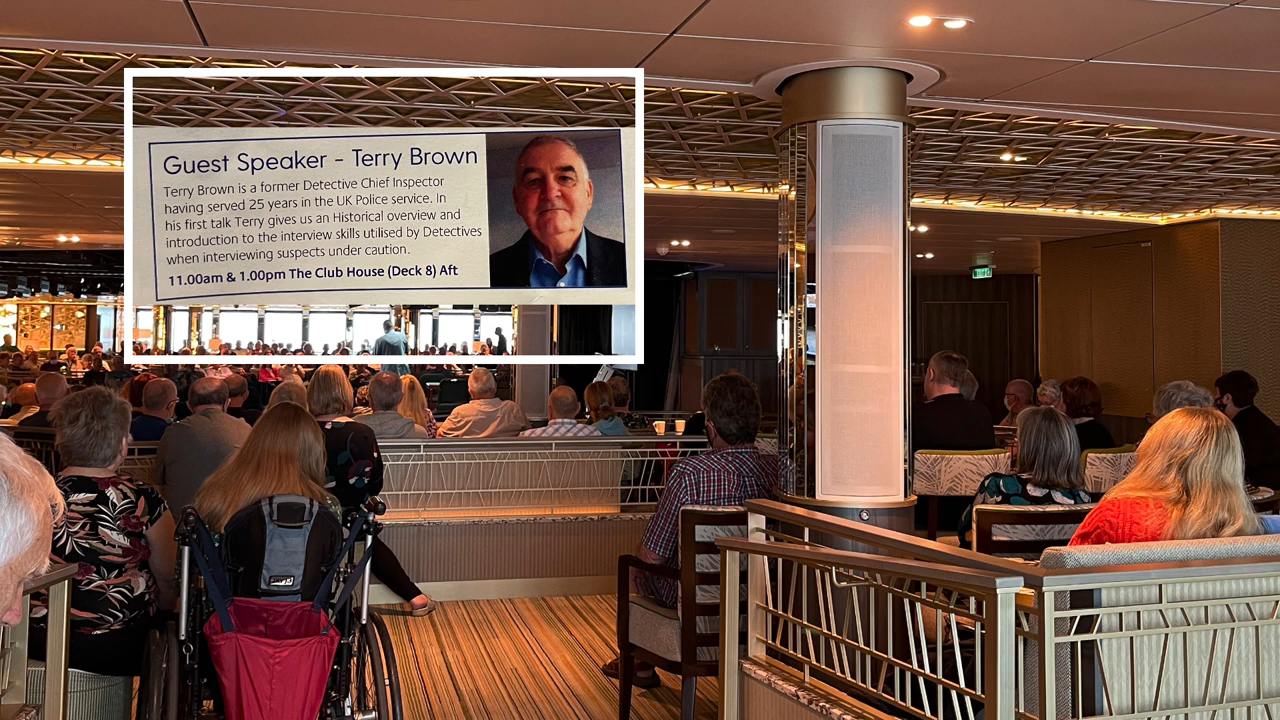 Guest Speaker - Terry Brown
Terry Brown is a former Detective Chief Inspector
having served 25 years in the UK Police service. In
his first talk Terry gives us an Historical overview and
introduction to the interview skills utilised by Detectives
when interviewing suspects under caution.
11.00am & 1.00pm The Club House (Deck 8) Aft